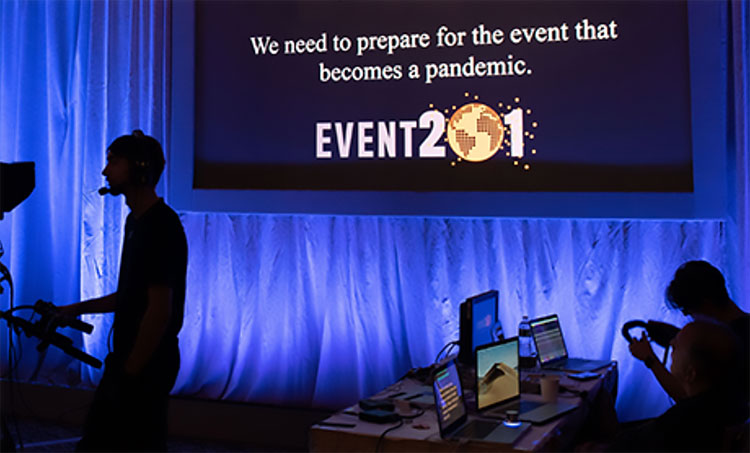 We need to prepare for the event that
becomes a pandemic.
EVENT201